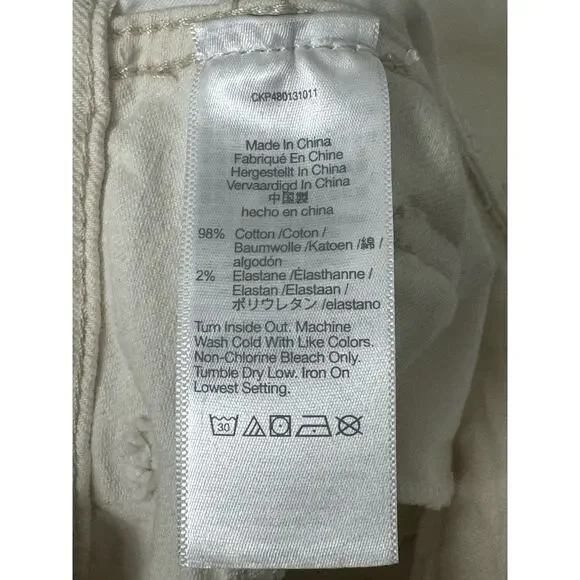 CKP480131011
Made In China
Fabriqué En Chine
Hergestellt In China
Vervaardigd In China
中国製
hecho en china
98% Cotton /Coton /
Baumwolle /Katoen /綿 /
algodón
2% Elastane /Élasthanne /
Elastan /Elastaan /
ポリウレタン /elastano
Turn Inside Out. Machine
Wash Cold With Like Colors.
Non-Chlorine Bleach Only.
Tumble Dry Low. Iron On
Lowest Setting.
30